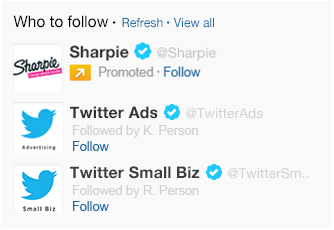 Who to follow · Refresh · View all
Sharpie
Sharpie @Sharpie
Promoted · Follow
Twitter Ads @TwitterAds
Followed by K. Person
Advertising
Follow
Twitter Small Biz @TwitterSm..
Followed by R. Person
Small Biz
Follow